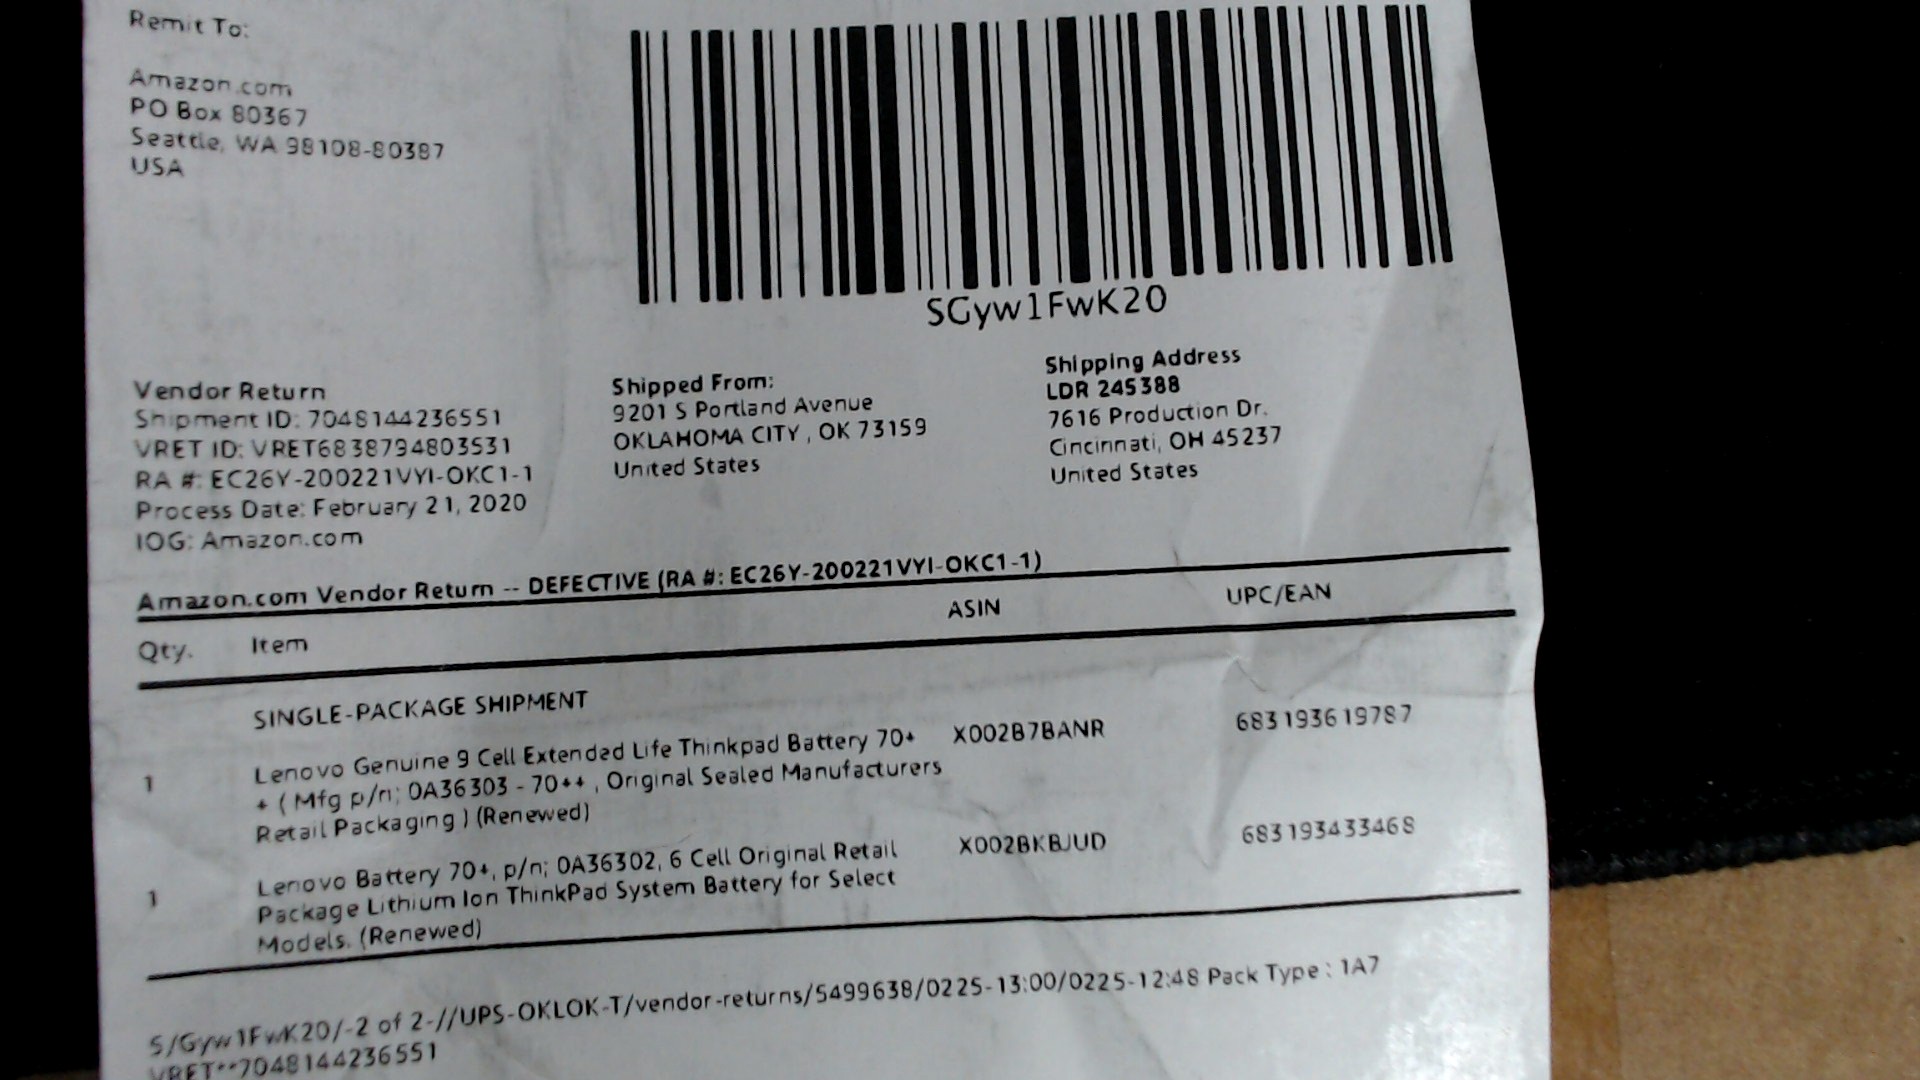 Remit To:
Amazon.com
PO Box 80367
Seattle, WA 98108-80387
USA
SGyw1FwK20
Vendor Return
Shipment ID: 7048144236551
VRET ID: VRET6838794803531
RA #: EC26Y-200221VYI-OKC1-1
Process Date: February 21, 2020
IOG: Amazon.com
Shipped From:
9201 S Portland Avenue
OKLAHOMA CITY , OK 73159
United States
Shipping Address
LDR 245388
7616 Production Dr.
Cincinnati, OH 45237
United States
Amazon.com Vendor Return -- DEFECTIVE (RA #: EC26Y-200221VYI-OKC1-1)
Qty. Item ASIN UPC/EAN
SINGLE-PACKAGE SHIPMENT
1 Lenovo Genuine 9 Cell Extended Life Thinkpad Battery 70+ X002B7BANR 683193619787
+ ( Mfg p/n; 0A36303 - 70++ , Original Sealed Manufacturers
Retail Packaging ) (Renewed)
1 Lenovo Battery 70+, p/n; 0A36302, 6 Cell Original Retail X002BKBJUD 683193433468
Package Lithium Ion ThinkPad System Battery for Select
Models. (Renewed)
S/Gyw1FwK20/-2 of 2-//UPS-OKLOK-T/vendor-returns/5499638/0225-13:00/0225-12:48 Pack Type : 1A7
VRET**7048144236551